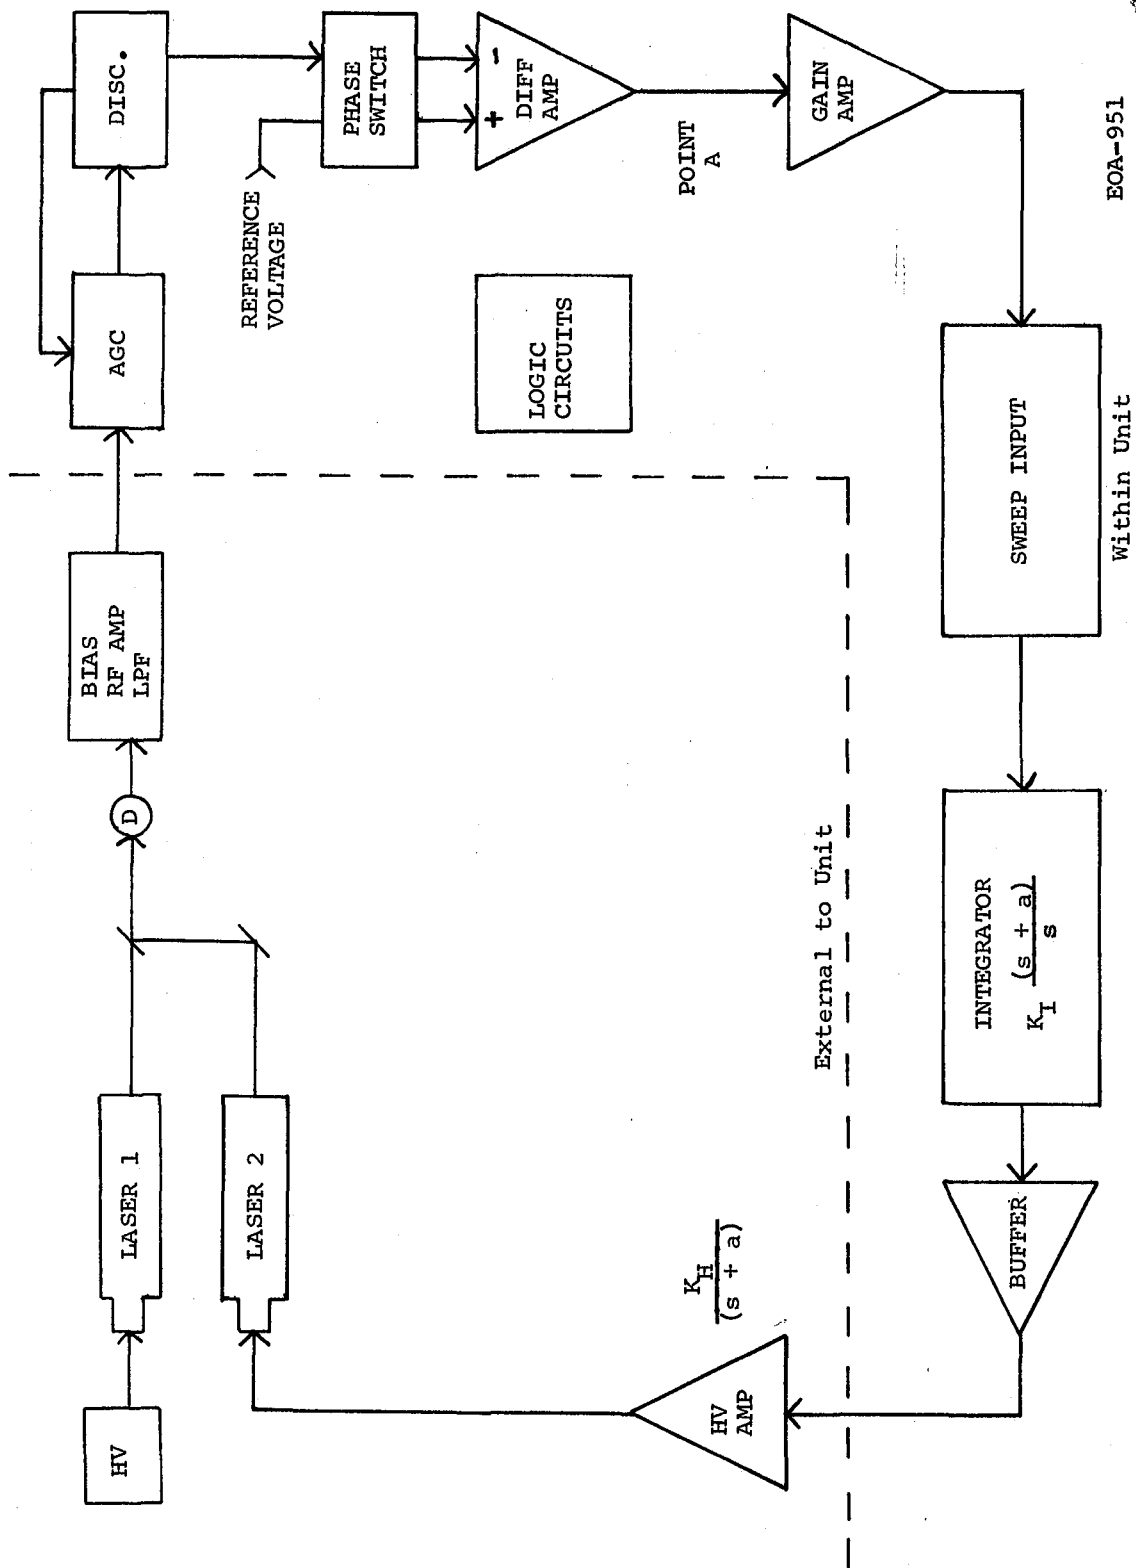 HV
LASER 1
LASER 2
D
BIAS
RF AMP
LPF
AGC
DISC.
REFERENCE
VOLTAGE
PHASE
SWITCH
+
-
DIFF
AMP
POINT
A
LOGIC
CIRCUITS
GAIN
AMP
External to Unit
K_H
(s + a)
HV
AMP
BUFFER
INTEGRATOR
K_I (s + a)
s
SWEEP INPUT
Within Unit
EOA-951